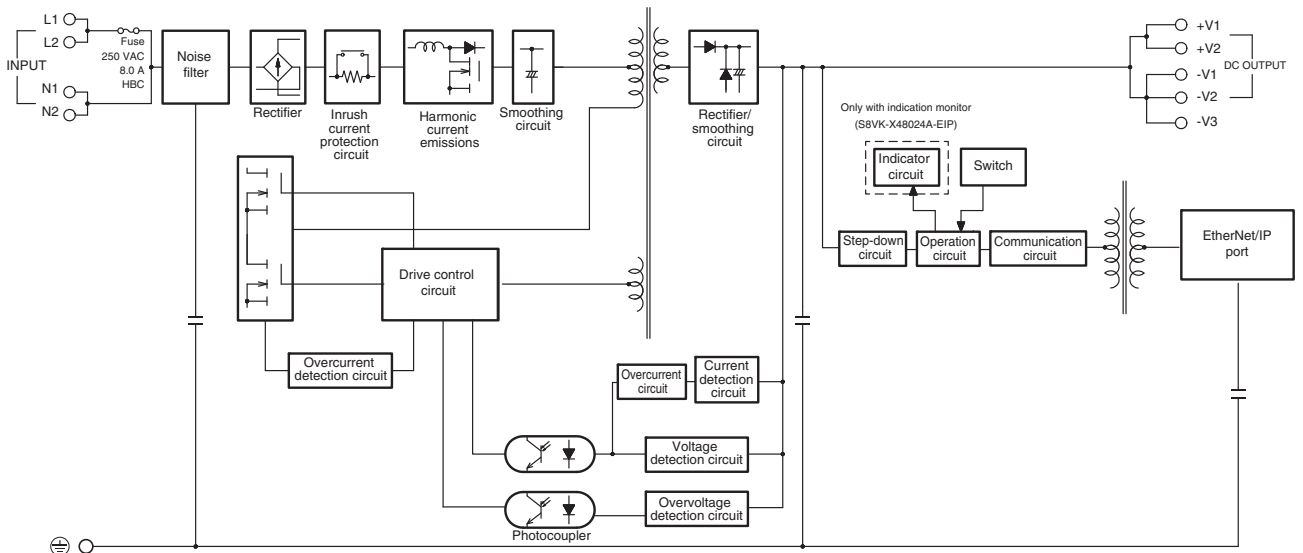 L1
L2
INPUT
N1
N2
Fuse
250 VAC
8.0 A
HBC
Noise
filter
Rectifier
Inrush
current
protection
circuit
Harmonic
current
emissions
Smoothing
circuit
Rectifier/
smoothing
circuit
+V1
+V2
-V1
-V2
-V3
DC OUTPUT
Only with indication monitor
(S8VK-X48024A-EIP)
Indicator
circuit
Switch
Step-down
circuit
Operation
circuit
Communication
circuit
EtherNet/IP
port
Drive control
circuit
Overcurrent
detection circuit
Overcurrent
circuit
Current
detection
circuit
Voltage
detection circuit
Overvoltage
detection circuit
Photocoupler